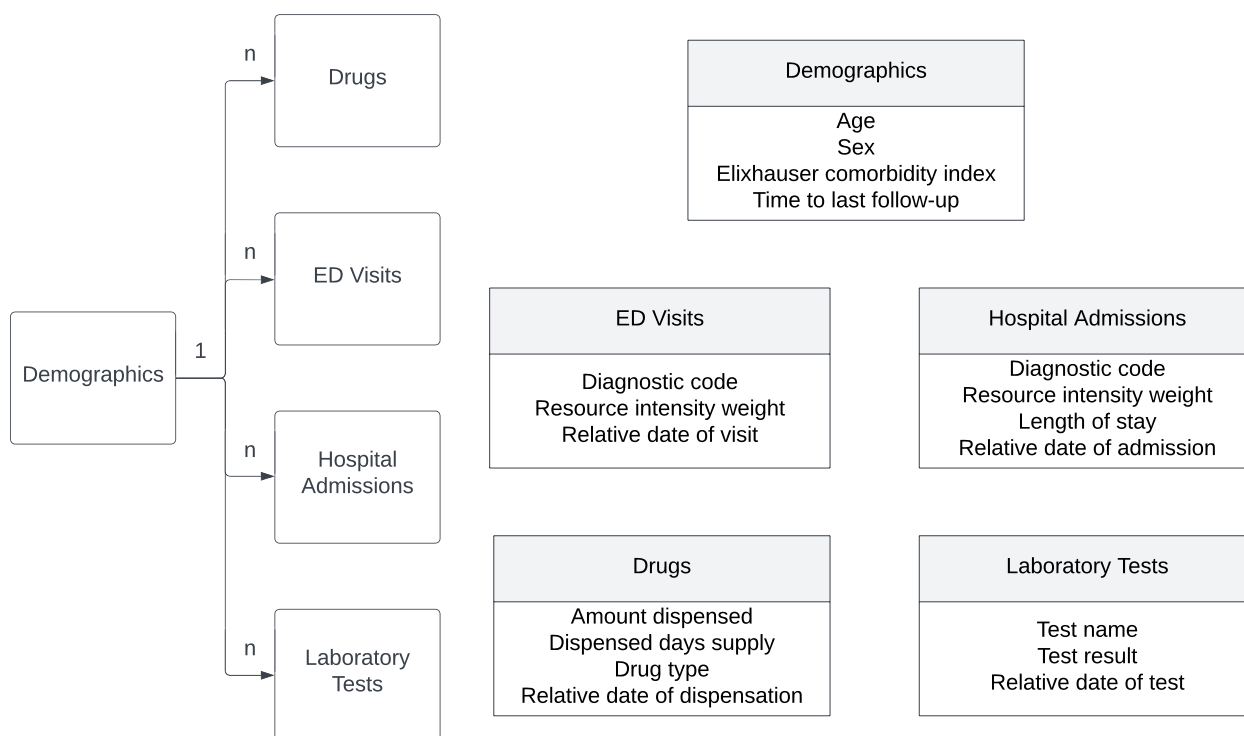 n
Drugs
n
ED Visits
Demographics
1
n
Hospital
Admissions
n
Laboratory
Tests
Demographics
Age
Sex
Elixhauser comorbidity index
Time to last follow-up
ED Visits
Diagnostic code
Resource intensity weight
Relative date of visit
Hospital Admissions
Diagnostic code
Resource intensity weight
Length of stay
Relative date of admission
Drugs
Amount dispensed
Dispensed days supply
Drug type
Relative date of dispensation
Laboratory Tests
Test name
Test result
Relative date of test